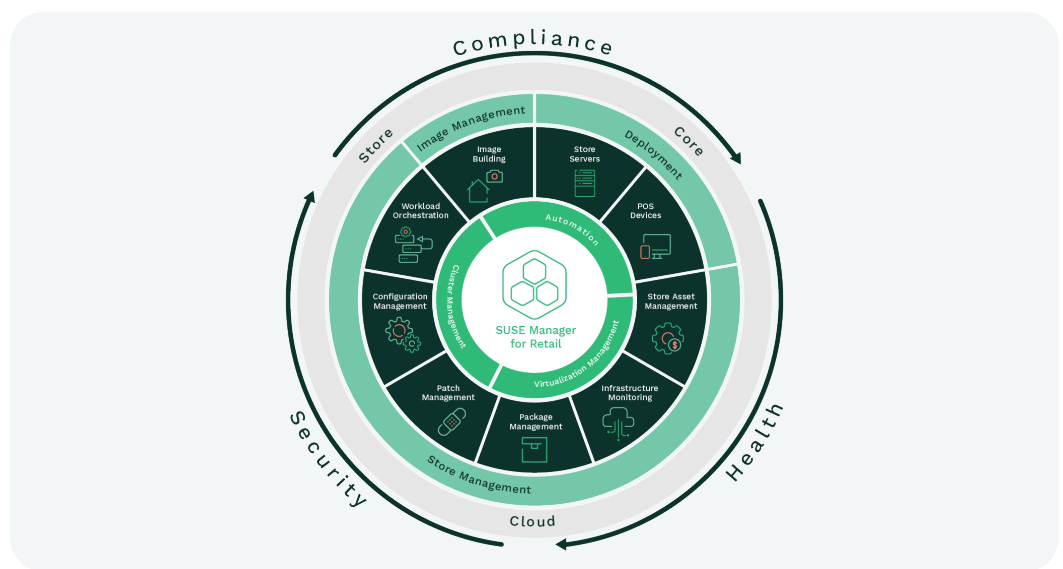 Compliance
Store
Core
Cloud
Security
Health
Image Management
Deployment
Store Management
Image
Building
Store
Servers
POS
Devices
Store Asset
Management
Infrastructure
Monitoring
Package
Management
Patch
Management
Configuration
Management
Workload
Orchestration
Automation
Virtualization Management
Cluster Management
$
SUSE Manager
for Retail